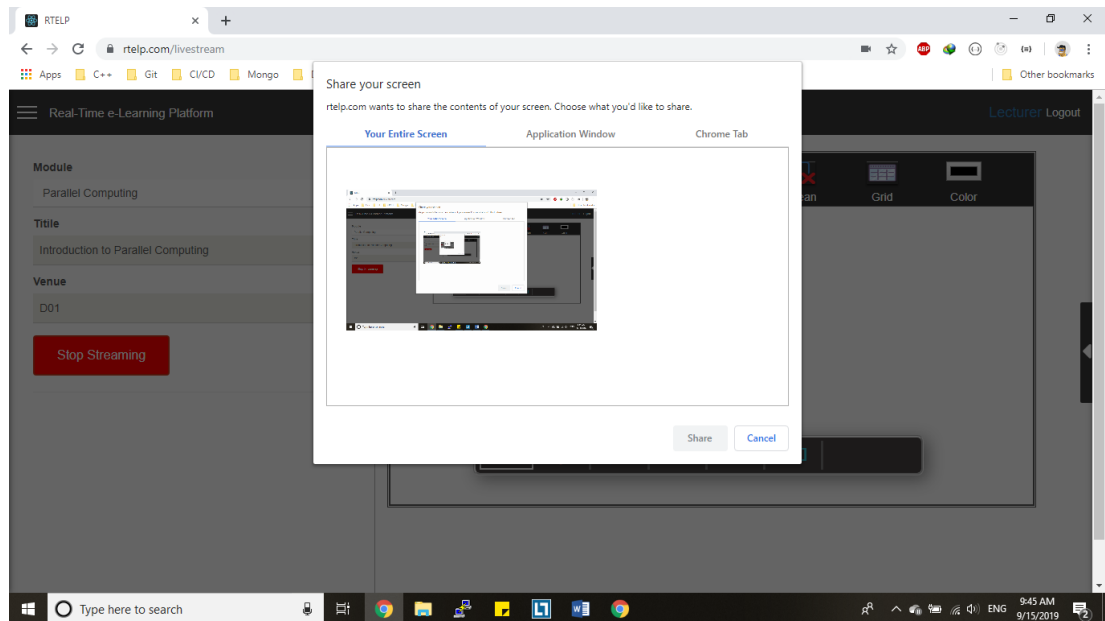 RTELP
rtelp.com/livestream
ABP
Apps C++ Git CI/CD Mongo Other bookmarks
Share your screen
rtelp.com wants to share the contents of your screen. Choose what you'd like to share.
Your Entire Screen Application Window Chrome Tab
Real-Time e-Learning Platform Lecturer Logout
Module
Parallel Computing
Grid Color
Titile
Introduction to Parallel Computing
Venue
D01
Stop Streaming
Share Cancel
Type here to search
ENG 9:45 AM
9/15/2019
2